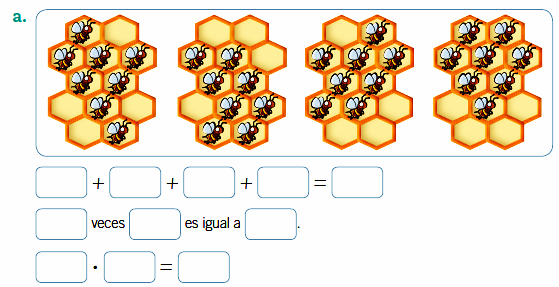 a.
+ + + =
veces es igual a .
· =